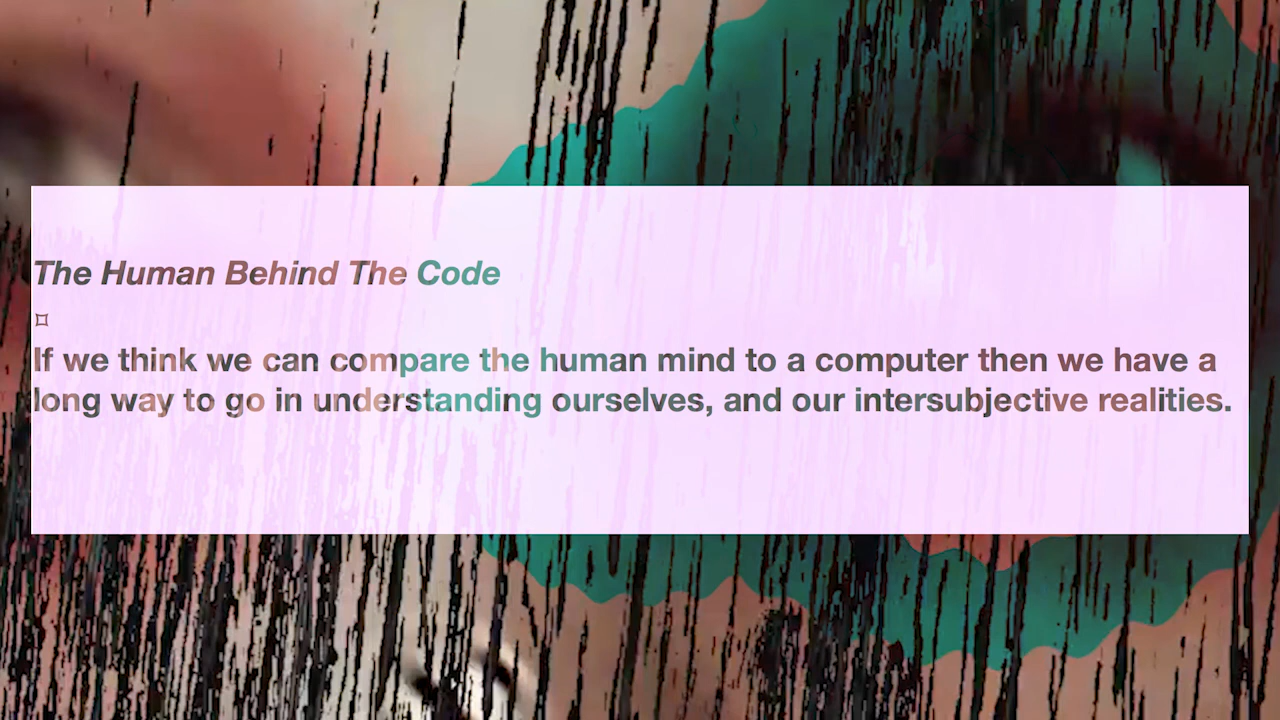 The Human Behind The Code
⌑
If we think we can compare the human mind to a computer then we have a
long way to go in understanding ourselves, and our intersubjective realities.